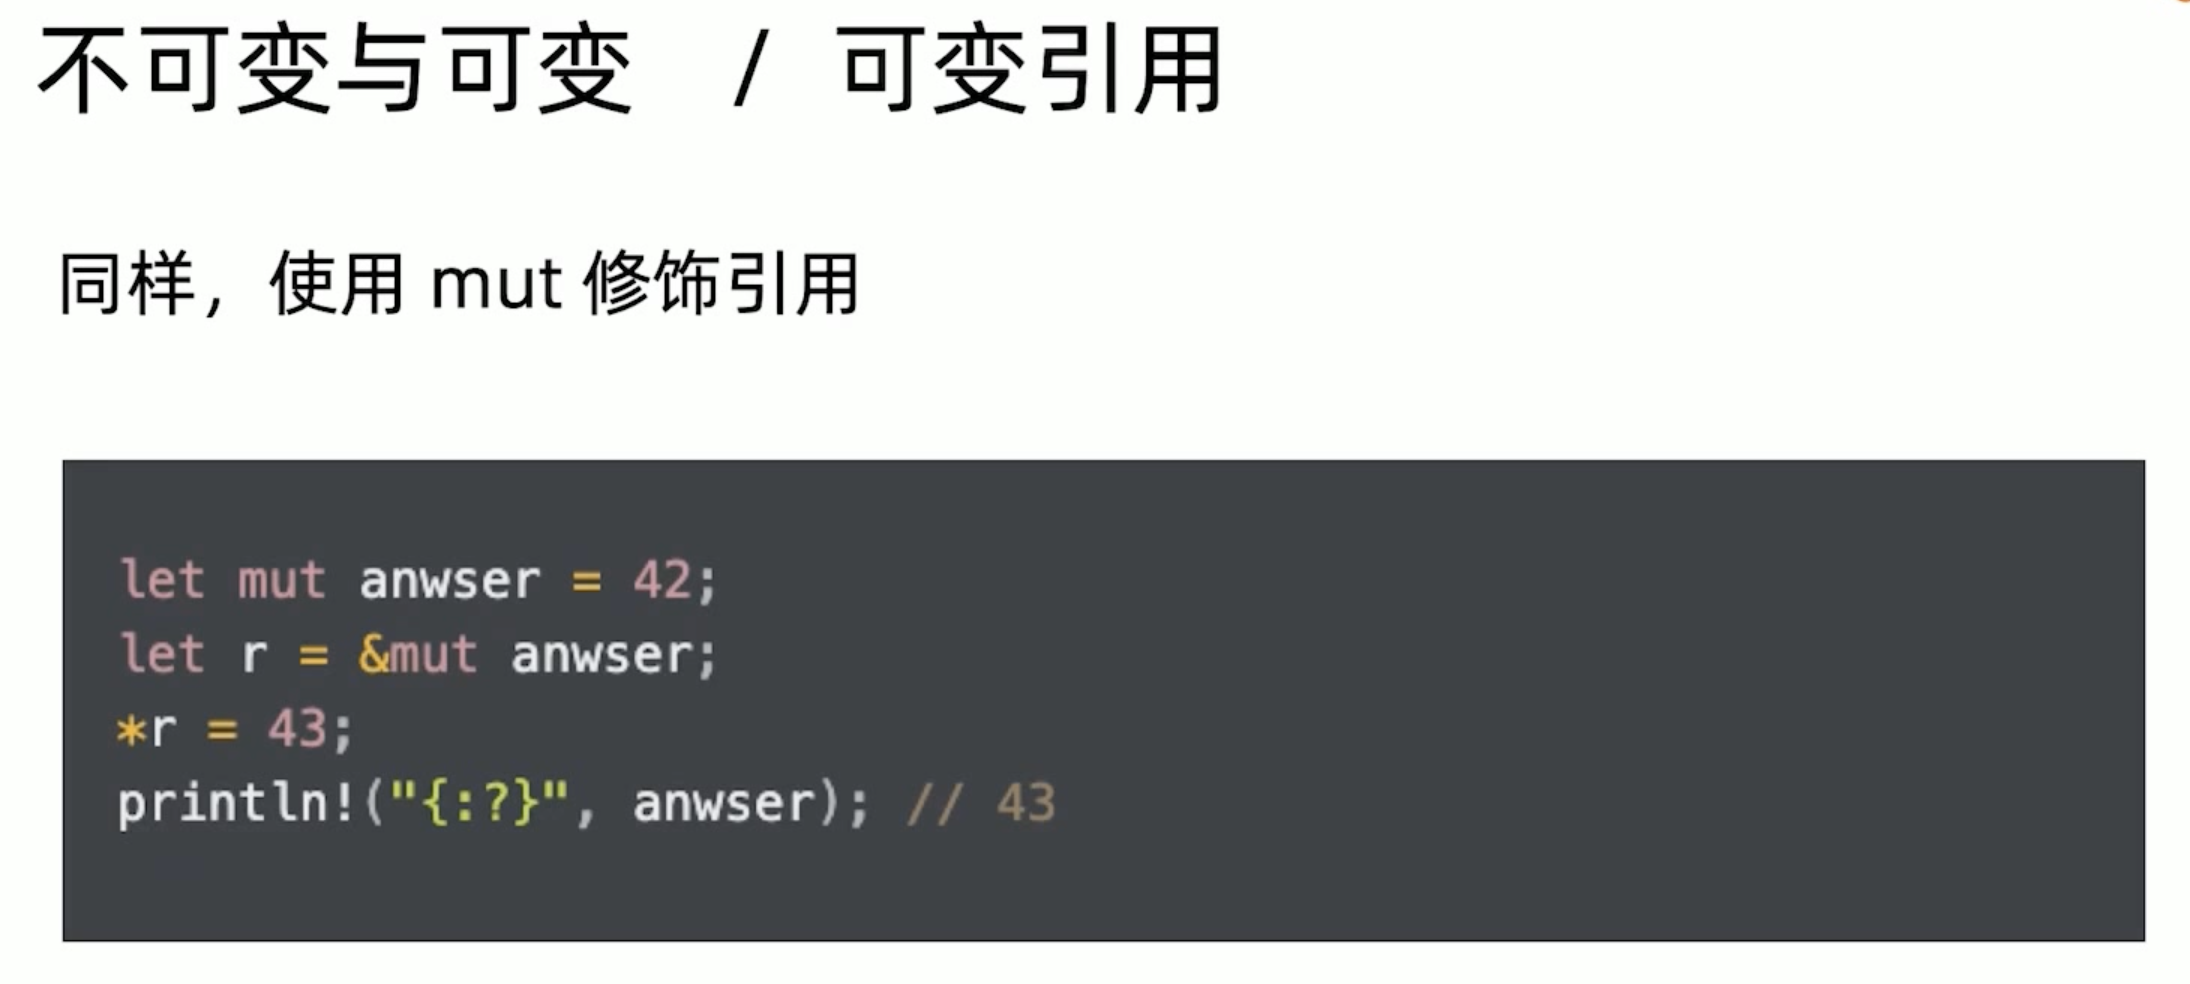 不可变与可变 / 可变引用
同样，使用 mut 修饰引用
let mut anwser = 42;
let r = &mut anwser;
*r = 43;
println!("{:?}", anwser); // 43